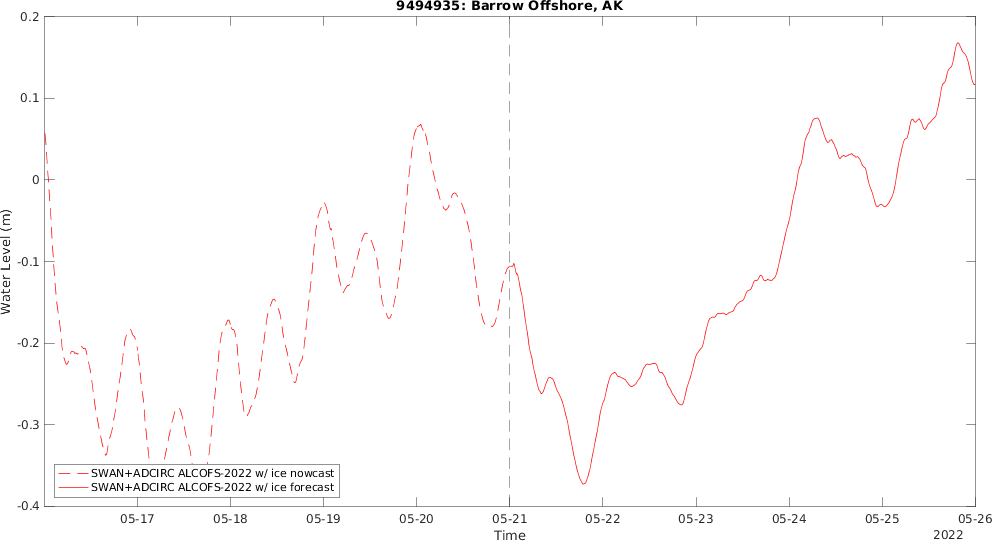 9494935: Barrow Offshore, AK
0.2
0.1
0
-0.1
-0.2
-0.3
-0.4
Water Level (m)
SWAN+ADCIRC ALCOFS-2022 w/ ice nowcast
SWAN+ADCIRC ALCOFS-2022 w/ ice forecast
05-17 05-18 05-19 05-20 05-21 05-22 05-23 05-24 05-25 05-26
Time
2022